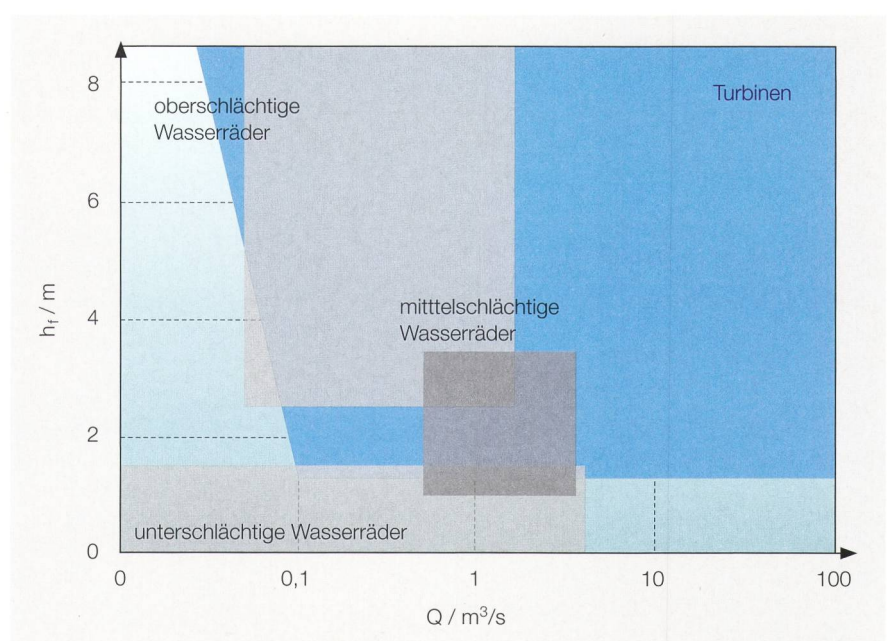 8
6
4
2
0
h_f / m
oberschlächtige
Wasserräder
Turbinen
mitttelschlächtige
Wasserräder
unterschlächtige Wasserräder
0
0,1
1
10
100
Q / m³/s